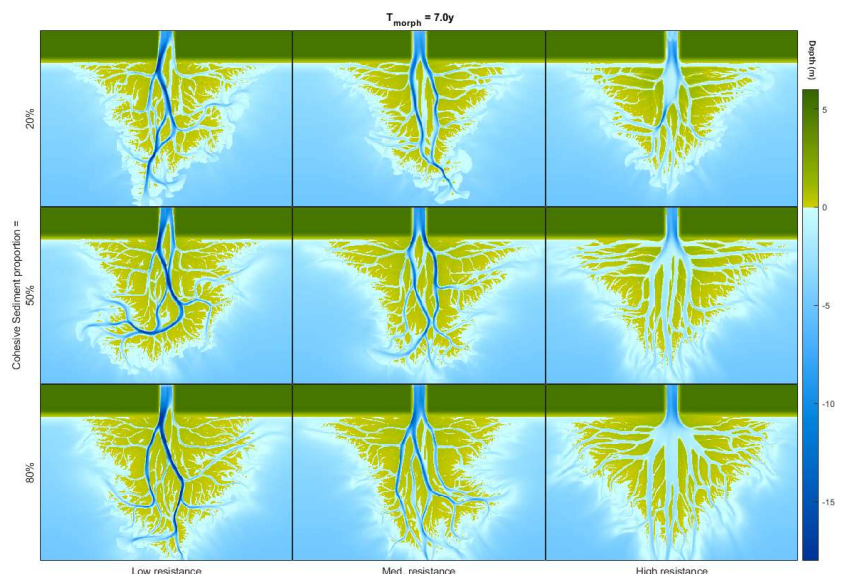 T_morph = 7.0y
Depth (m)
5
0
-5
-10
-15
Cohesive Sediment proportion =
20%
50%
80%
Low resistance
Med. resistance
High resistance